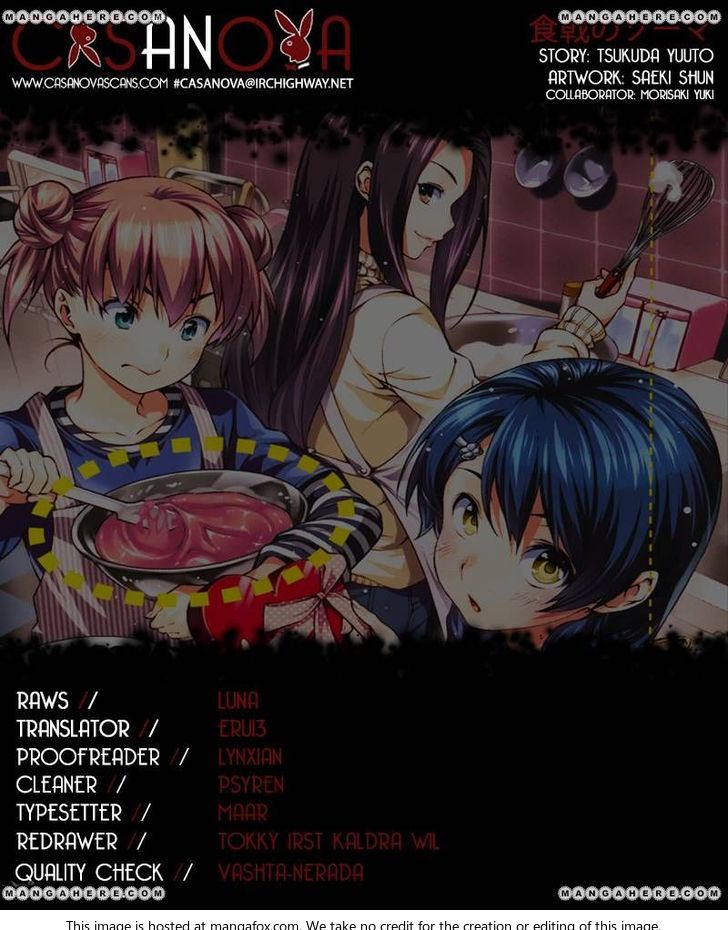 MANGAHERE.COM
MANGAHERE.COM
CASANOVA
食戟のソーマ
WWW.CASANOVASCANS.COM #CASANOVA@IRCHIGHWAY.NET
STORY: TSUKUDA YUUTO
ARTWORK: SAEKI SHUN
COLLABORATOR: MORISAKI YUKI
RAWS // LUNA
TRANSLATOR // ERUI3
PROOFREADER // LYNXIAN
CLEANER // PSYREN
TYPESETTER // MAAR
REDRAWER // TOKKY IRST KALDRA WIL
QUALITY CHECK // VASHTA-NERADA
MANGAHERE.COM
MANGAHERE.COM
This image is hosted at mangafox.com. We take no credit for the creation or editing of this image.